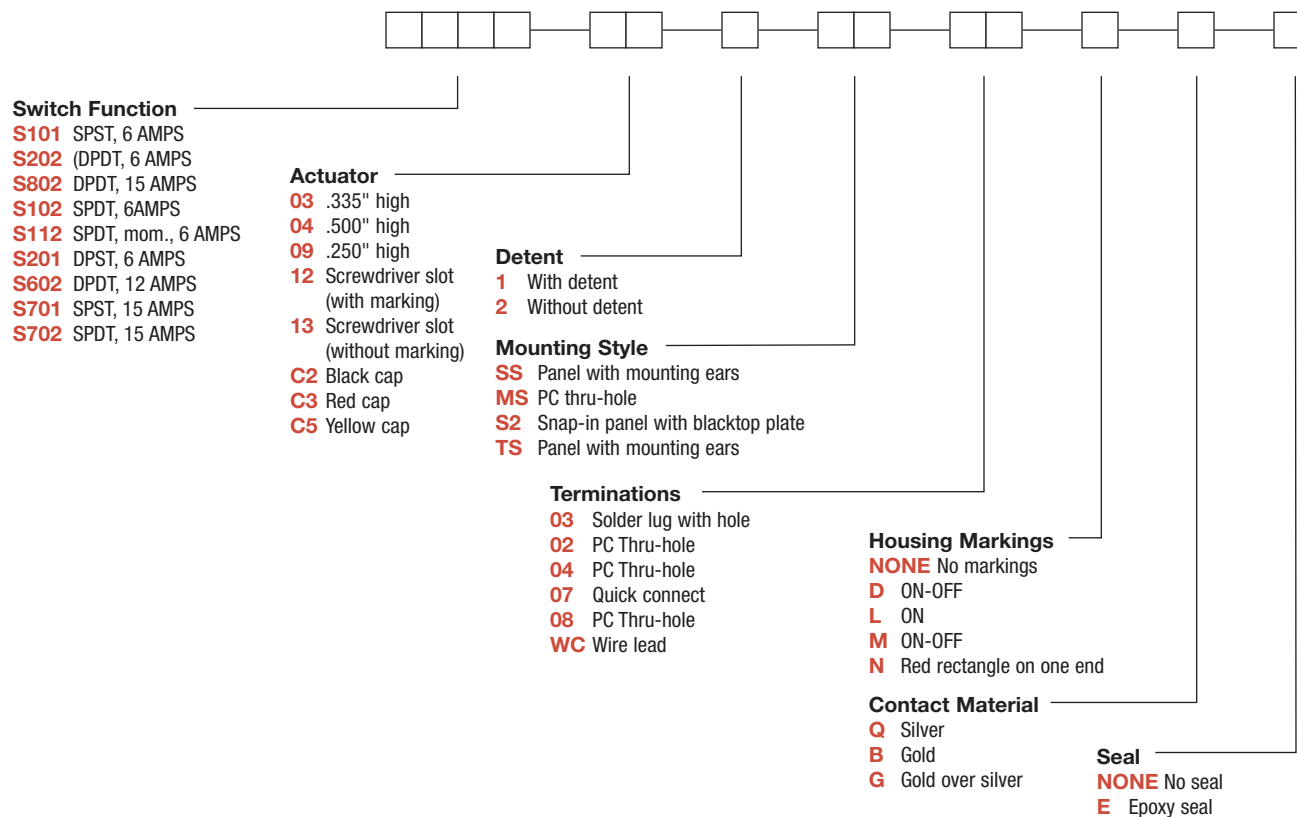 Switch Function
S101 SPST, 6 AMPS
S202 (DPDT, 6 AMPS
S802 DPDT, 15 AMPS
S102 SPDT, 6AMPS
S112 SPDT, mom., 6 AMPS
S201 DPST, 6 AMPS
S602 DPDT, 12 AMPS
S701 SPST, 15 AMPS
S702 SPDT, 15 AMPS
Actuator
03 .335" high
04 .500" high
09 .250" high
12 Screwdriver slot
(with marking)
13 Screwdriver slot
(without marking)
C2 Black cap
C3 Red cap
C5 Yellow cap
Detent
1 With detent
2 Without detent
Mounting Style
SS Panel with mounting ears
MS PC thru-hole
S2 Snap-in panel with blacktop plate
TS Panel with mounting ears
Terminations
03 Solder lug with hole
02 PC Thru-hole
04 PC Thru-hole
07 Quick connect
08 PC Thru-hole
WC Wire lead
Housing Markings
NONE No markings
D ON-OFF
L ON
M ON-OFF
N Red rectangle on one end
Contact Material
Q Silver
B Gold
G Gold over silver
Seal
NONE No seal
E Epoxy seal